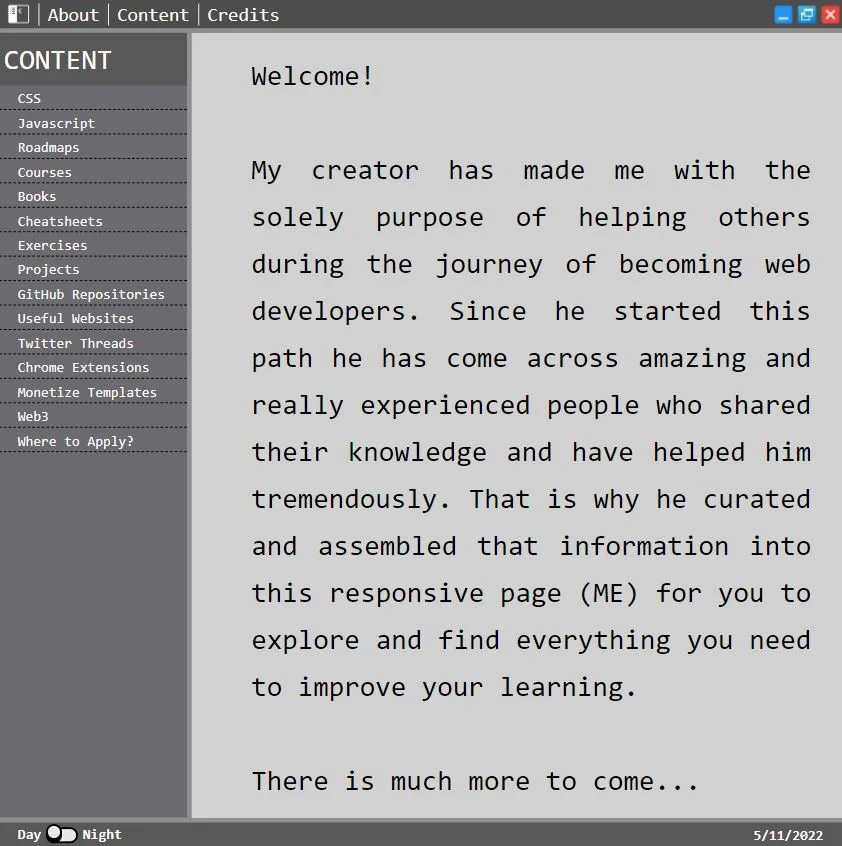 About Content Credits
CONTENT
CSS
Javascript
Roadmaps
Courses
Books
Cheatsheets
Exercises
Projects
GitHub Repositories
Useful Websites
Twitter Threads
Chrome Extensions
Monetize Templates
Web3
Where to Apply?
Welcome!
My creator has made me with the
solely purpose of helping others
during the journey of becoming web
developers. Since he started this
path he has come across amazing and
really experienced people who shared
their knowledge and have helped him
tremendously. That is why he curated
and assembled that information into
this responsive page (ME) for you to
explore and find everything you need
to improve your learning.
There is much more to come...
Day Night
5/11/2022